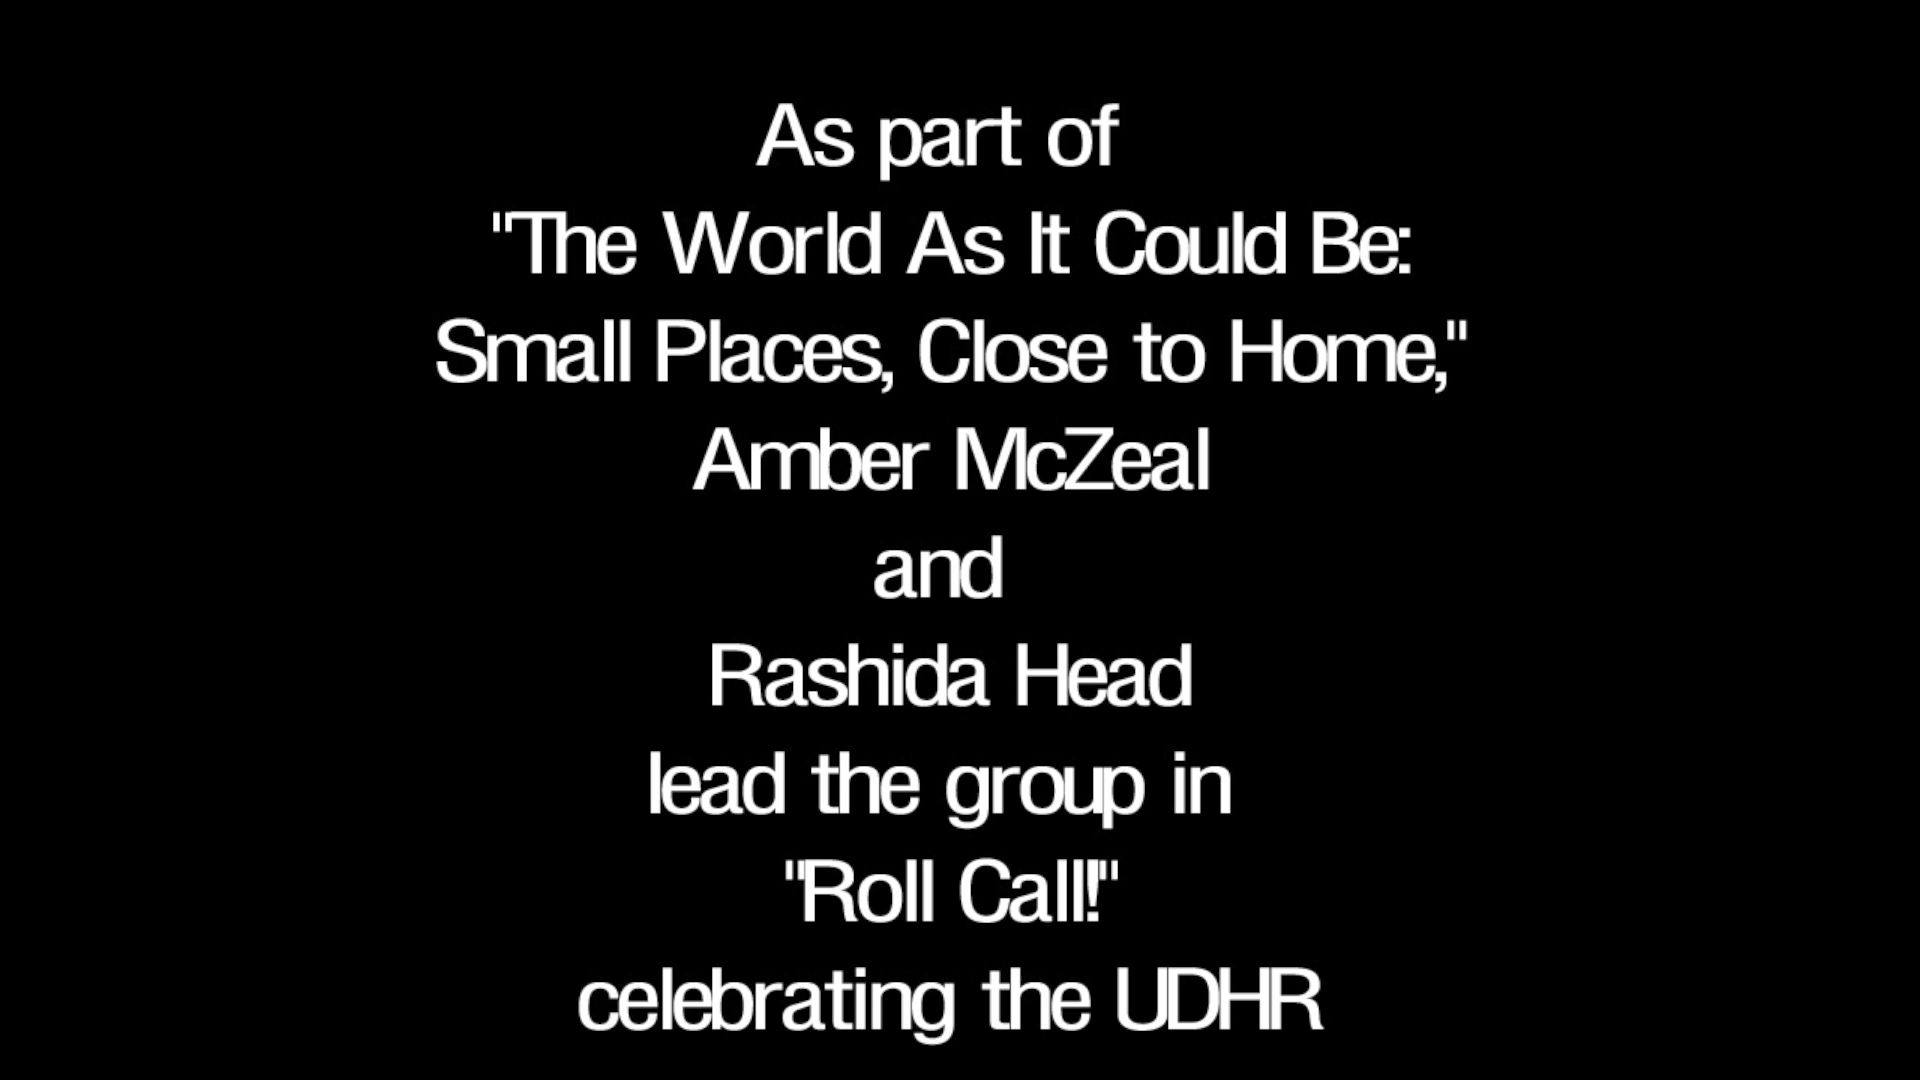 As part of
"The World As It Could Be:
Small Places, Close to Home,"
Amber McZeal
and
Rashida Head
lead the group in
"Roll Call!"
celebrating the UDHR